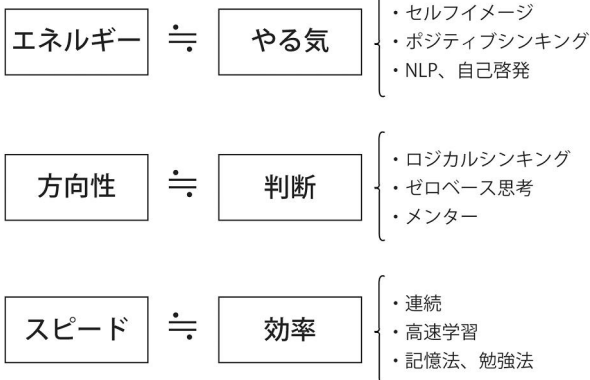 エネルギー ≒ やる気
・セルフイメージ
・ポジティブシンキング
・NLP、自己啓発
方向性 ≒ 判断
・ロジカルシンキング
・ゼロベース思考
・メンター
スピード ≒ 効率
・連続
・高速学習
・記憶法、勉強法